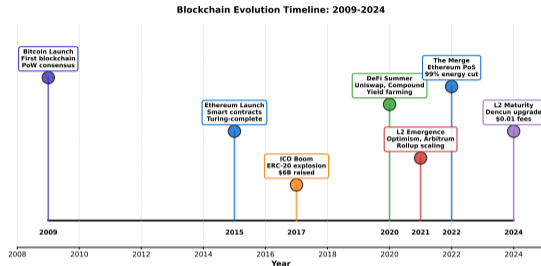 Blockchain Evolution Timeline: 2009-2024
Bitcoin Launch
First blockchain
PoW consensus
Ethereum Launch
Smart contracts
Turing-complete
ICO Boom
ERC-20 explosion
$6B raised
DeFi Summer
Uniswap, Compound
Yield farming
L2 Emergence
Optimism, Arbitrum
Rollup scaling
The Merge
Ethereum PoS
99% energy cut
L2 Maturity
Dencun upgrade
$0.01 fees
2009 2015 2017 2020 2021 2022 2024
2008 2010 2012 2014 2016 2018 2020 2022 2024
Year